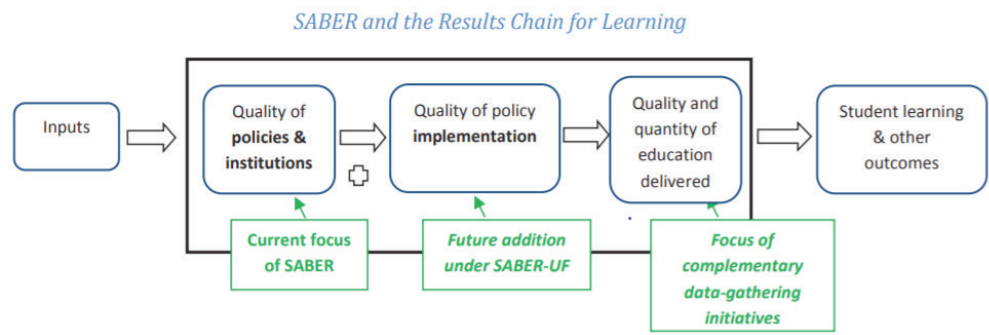 SABER and the Results Chain for Learning
Inputs
Quality of
policies &
institutions
Quality of policy
implementation
Quality and
quantity of
education
delivered
Student learning
& other
outcomes
Current focus
of SABER
Future addition
under SABER-UF
Focus of
complementary
data-gathering
initiatives